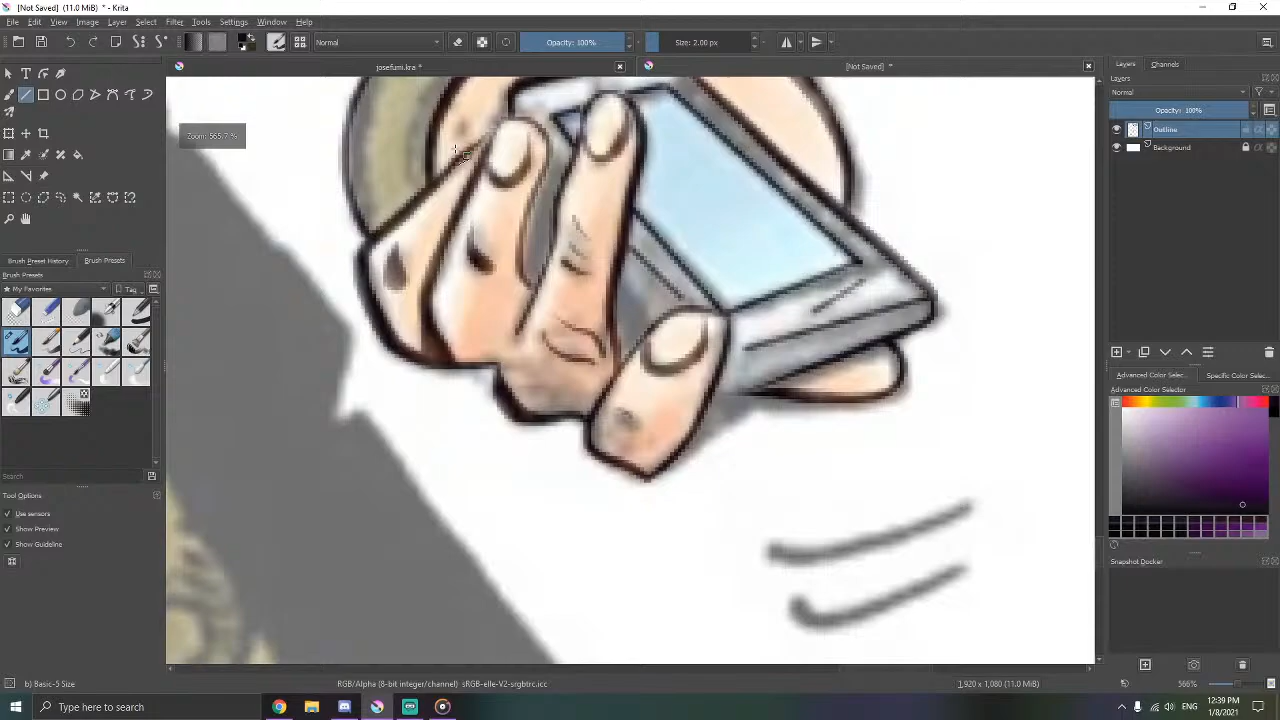 [Not Saved]  (11.0 MiB)  * - Krita
File Edit View Image Layer Select Filter Tools Settings Window Help
Normal Opacity: 100% Size: 2.00 px
josefumi.kra * [Not Saved] *
Layers Channels
Layers
Normal
Opacity: 100%
Outline
Background
Zoom: 565.7 %
Brush Preset History Brush Presets
Brush Presets
My Favorites Tag
Search
Tool Options
Use sensors
Show Preview
Show Guideline
Advanced Color Selec... Specific Color Selec...
Advanced Color Selector
Snapshot Docker
b) Basic-5 Size RGB/Alpha (8-bit integer/channel) sRGB-elle-V2-srgbtrc.icc 1,920 x 1,080 (11.0 MiB) 566%
Type here to search
12:39 PM
1/8/2021